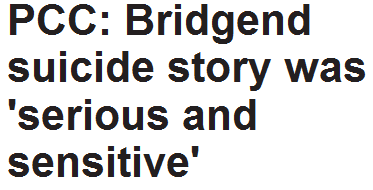 PCC: Bridgend
suicide story was
'serious and
sensitive'